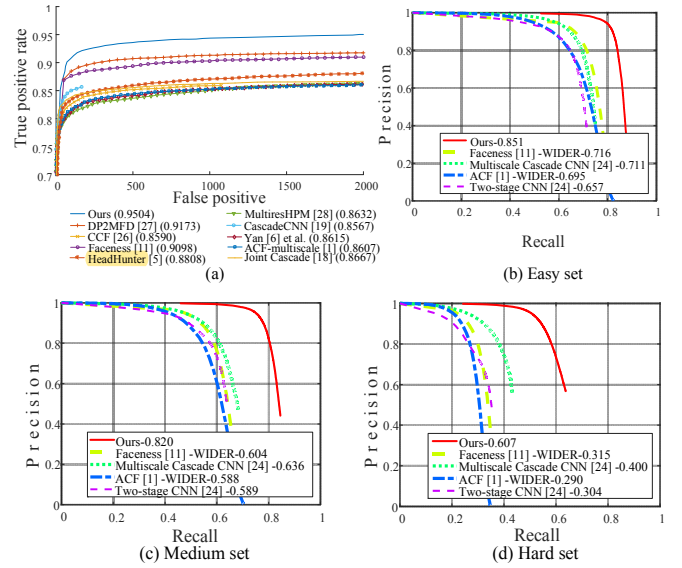 True positive rate
0.95
0.9
0.85
0.8
0.75
0.7
0 500 1000 1500 2000
False positive
Ours (0.9504)
DP2MFD [27] (0.9173)
CCF [26] (0.8590)
Faceness [11] (0.9098)
HeadHunter [5] (0.8808)
MultiresHPM [28] (0.8632)
CascadeCNN [19] (0.8567)
Yan [6] et al. (0.8615)
ACF-multiscale [1] (0.8607)
Joint Cascade [18] (0.8667)
(a)
Precision
1
0.8
0.6
0.4
0.2
0
0 0.2 0.4 0.6 0.8 1
Ours-0.851
Faceness [11] -WIDER-0.716
Multiscale Cascade CNN [24] -0.711
ACF [1] -WIDER-0.695
Two-stage CNN [24] -0.657
Recall
(b) Easy set
Precision
1
0.8
0.6
0.4
0.2
0
0 0.2 0.4 0.6 0.8 1
Ours-0.820
Faceness [11] -WIDER-0.604
Multiscale Cascade CNN [24] -0.636
ACF [1] -WIDER-0.588
Two-stage CNN [24] -0.589
Recall
(c) Medium set
Precision
1
0.8
0.6
0.4
0.2
0
0 0.2 0.4 0.6 0.8 1
Ours-0.607
Faceness [11] -WIDER-0.315
Multiscale Cascade CNN [24] -0.400
ACF [1] -WIDER-0.290
Two-stage CNN [24] -0.304
Recall
(d) Hard set